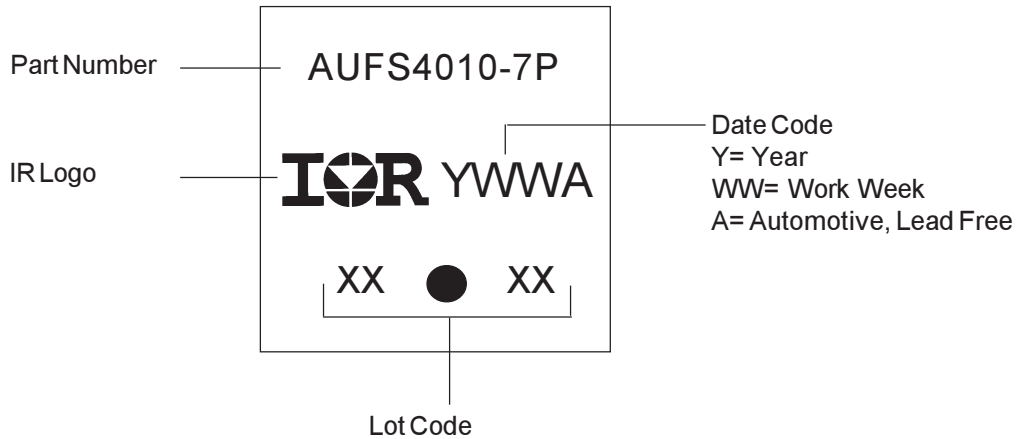 Part Number
AUFS4010-7P
IR Logo
IOR YWWA
Date Code
Y= Year
WW= Work Week
A= Automotive, Lead Free
XX XX
Lot Code